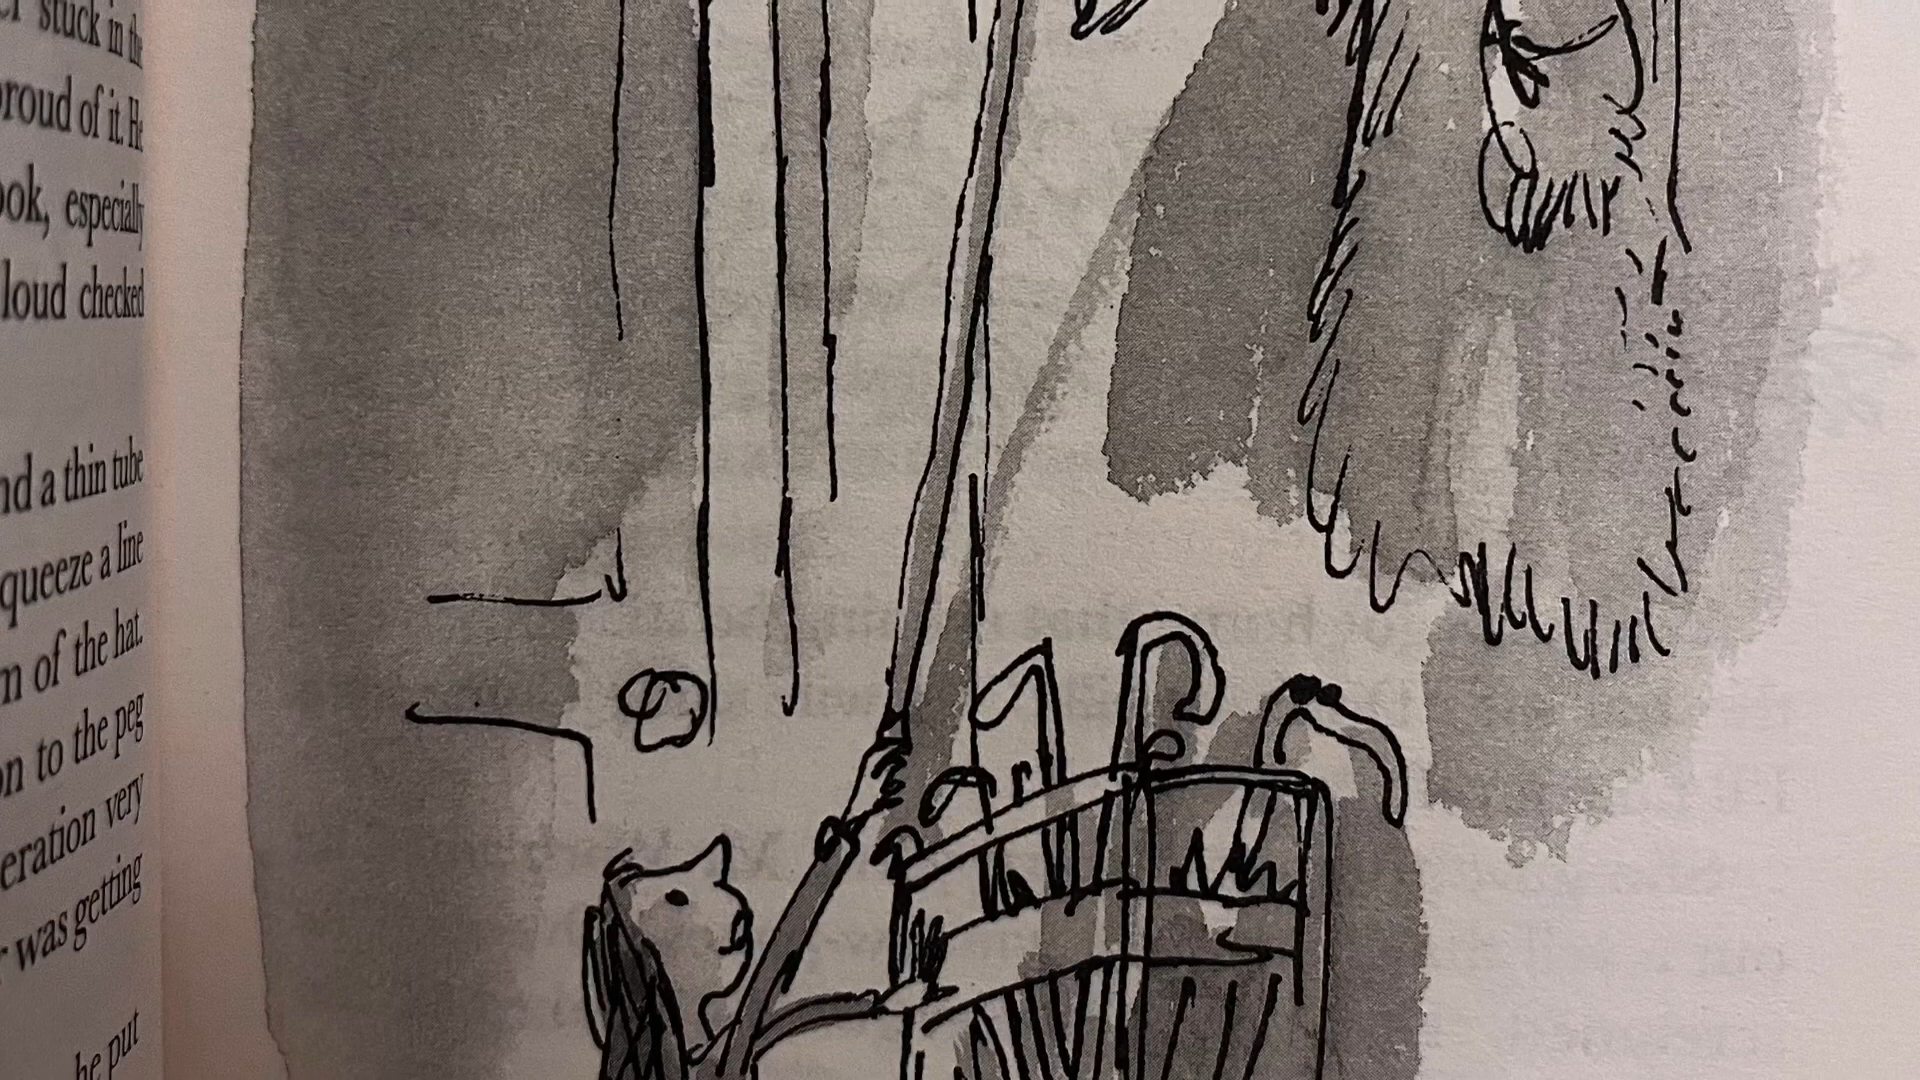 stuck in the
proud of it. He
especially
loud checked
nd a thin tube
queeze a line
m of the hat.
on to the peg
eration very
r was getting
he put